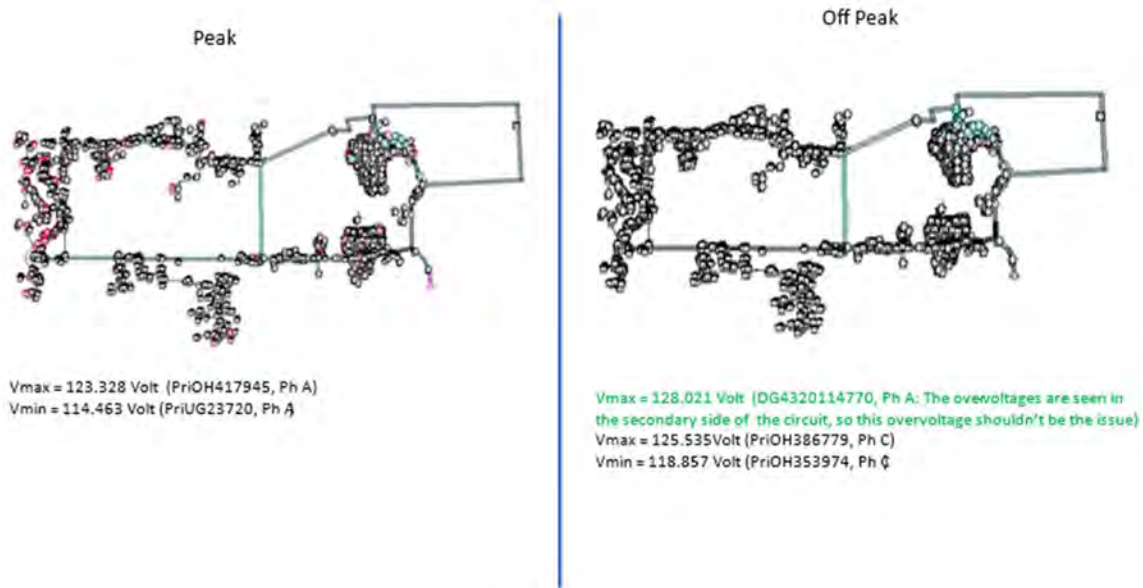 Peak
Off Peak
Vmax = 123.328 Volt (PriOH417945, Ph A)
Vmin = 114.463 Volt (PriUG23720, Ph A
Vmax = 128.021 Volt (DG4320114770, Ph A: The overvoltages are seen in
the secondary side of the circuit, so this overvoltage shouldn't be the issue)
Vmax = 125.535Volt (PriOH386779, Ph C)
Vmin = 118.857 Volt (PriOH353974, Ph C